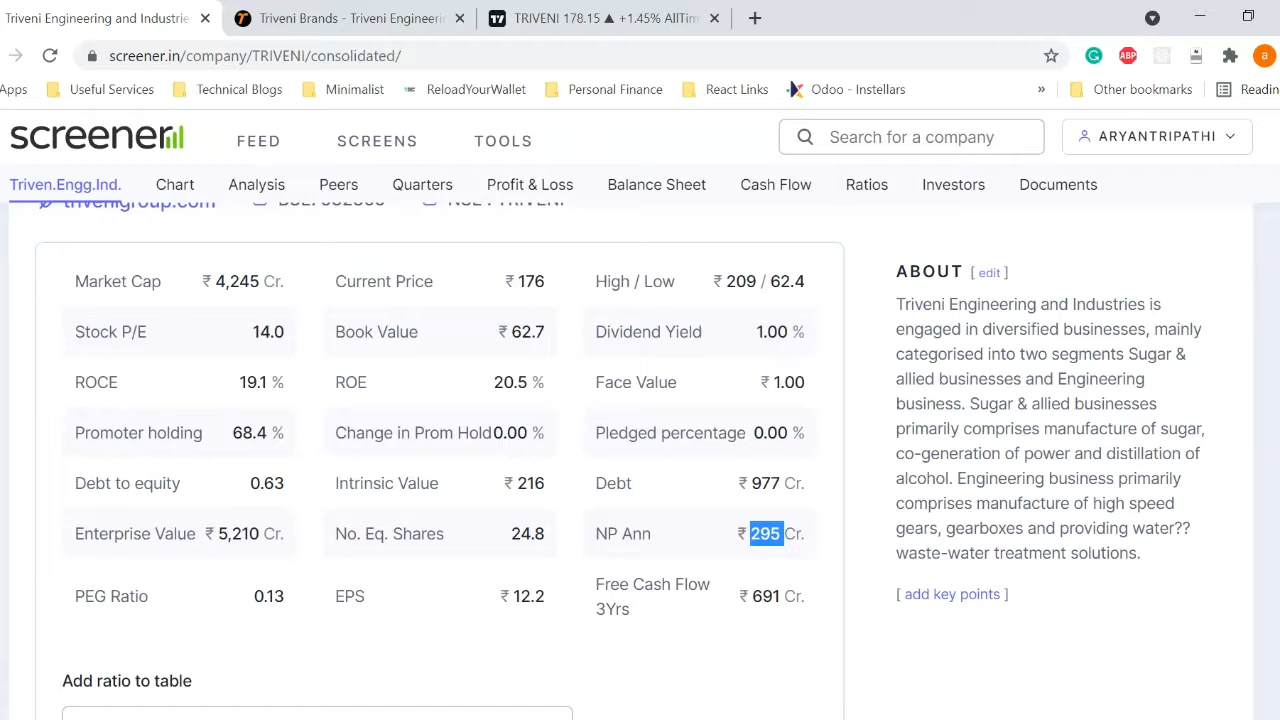 Triveni Engineering and Industrie
Triveni Brands - Triveni Engineerin
TRIVENI 178.15 ▲ +1.45% AllTim
screener.in/company/TRIVENI/consolidated/
Apps
Useful Services
Technical Blogs
Minimalist
ReloadYourWallet
Personal Finance
React Links
Odoo - Instellars
»
Other bookmarks
Readin
screener
FEED
SCREENS
TOOLS
Search for a company
ARYANTRIPATHI
Triven.Engg.Ind.
Chart
Analysis
Peers
Quarters
Profit & Loss
Balance Sheet
Cash Flow
Ratios
Investors
Documents
trivenigroup.com
NSE : TRIVENI
Market Cap ₹ 4,245 Cr.
Current Price ₹ 176
High / Low ₹ 209 / 62.4
Stock P/E 14.0
Book Value ₹ 62.7
Dividend Yield 1.00 %
ROCE 19.1 %
ROE 20.5 %
Face Value ₹ 1.00
Promoter holding 68.4 %
Change in Prom Hold 0.00 %
Pledged percentage 0.00 %
Debt to equity 0.63
Intrinsic Value ₹ 216
Debt ₹ 977 Cr.
Enterprise Value ₹ 5,210 Cr.
No. Eq. Shares 24.8
NP Ann ₹ 295 Cr.
PEG Ratio 0.13
EPS ₹ 12.2
Free Cash Flow
3Yrs ₹ 691 Cr.
Add ratio to table
ABOUT [ edit ]
Triveni Engineering and Industries is
engaged in diversified businesses, mainly
categorised into two segments Sugar &
allied businesses and Engineering
business. Sugar & allied businesses
primarily comprises manufacture of sugar,
co-generation of power and distillation of
alcohol. Engineering business primarily
comprises manufacture of high speed
gears, gearboxes and providing water??
waste-water treatment solutions.
[ add key points ]